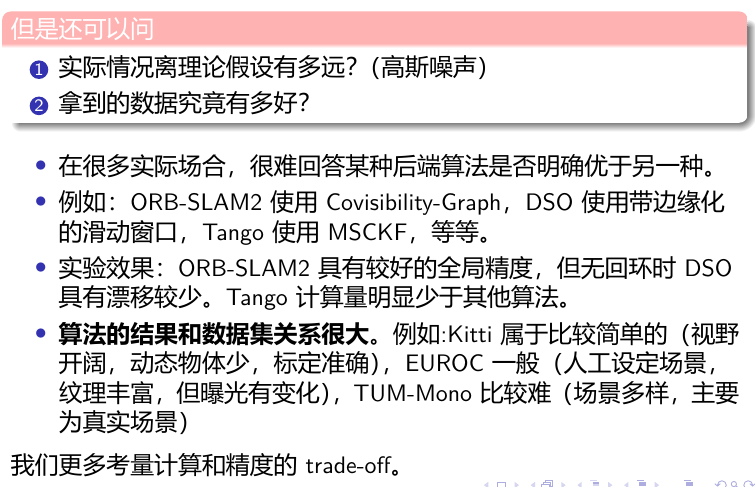 但是还可以问
1 实际情况离理论假设有多远？（高斯噪声）
2 拿到的数据究竟有多好？
• 在很多实际场合，很难回答某种后端算法是否明确优于另一种。
• 例如：ORB-SLAM2 使用 Covisibility-Graph，DSO 使用带边缘化
的滑动窗口，Tango 使用 MSCKF，等等。
• 实验效果：ORB-SLAM2 具有较好的全局精度，但无回环时 DSO
具有漂移较少。Tango 计算量明显少于其他算法。
• 算法的结果和数据集关系很大。例如:Kitti 属于比较简单的（视野
开阔，动态物体少，标定准确），EUROC 一般（人工设定场景，
纹理丰富，但曝光有变化），TUM-Mono 比较难（场景多样，主要
为真实场景）
我们更多考量计算和精度的 trade-off。